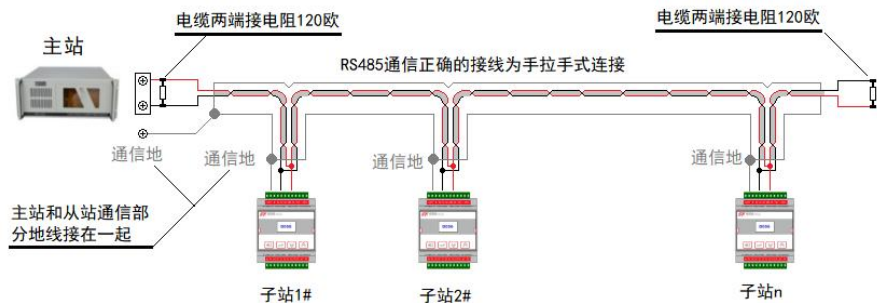 电缆两端接电阻120欧
电缆两端接电阻120欧
主站
RS485通信正确的接线为手拉手式连接
通信地
通信地
通信地
通信地
主站和从站通信部
分地线接在一起
子站1#
子站2#
子站n